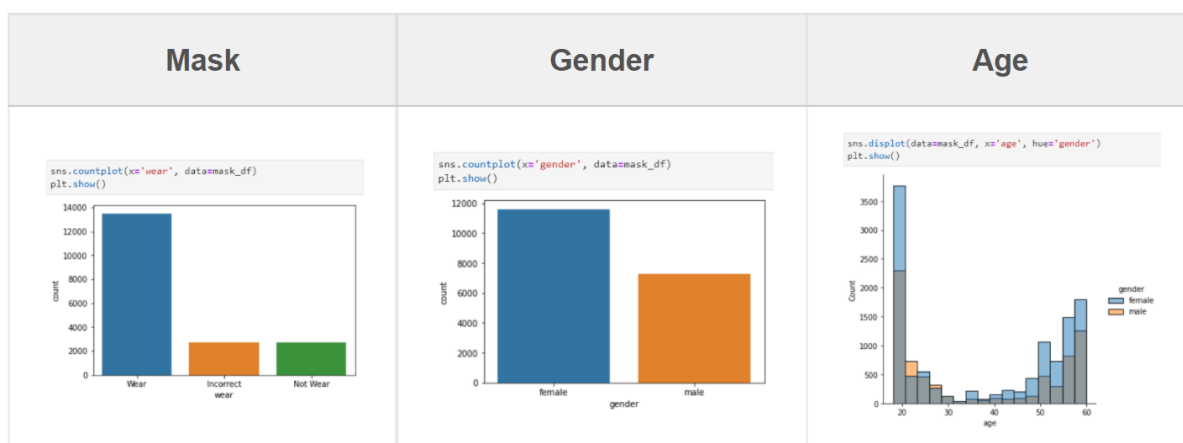 Mask
Gender
Age
sns.countplot(x='wear', data=mask_df)
plt.show()
14000
12000
10000
8000
6000
4000
2000
0
count
Wear
Incorrect
Not Wear
wear
sns.countplot(x='gender', data=mask_df)
plt.show()
12000
10000
8000
6000
4000
2000
0
count
female
male
gender
sns.displot(data=mask_df, x='age', hue='gender')
plt.show()
3500
3000
2500
2000
1500
1000
500
0
Count
20
30
40
50
60
age
gender
female
male